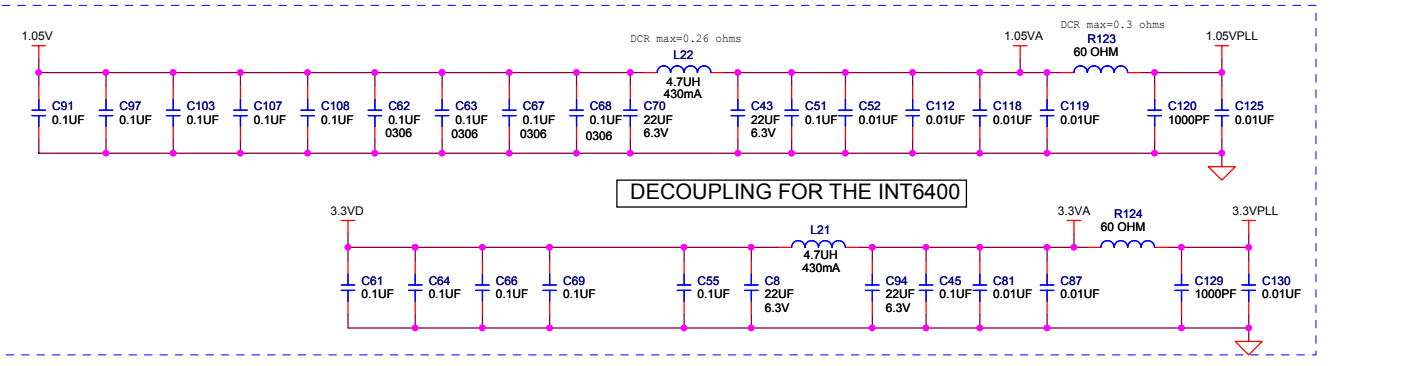 DCR max=0.3 ohms
1.05V
DCR max=0.26 ohms
1.05VA
R123
1.05VPLL
60 OHM
L22
4.7UH
430mA
C91
0.1UF
C97
0.1UF
C103
0.1UF
C107
0.1UF
C108
0.1UF
C62
0.1UF
0306
C63
0.1UF
0306
C67
0.1UF
0306
C68
0.1UF
0306
C70
22UF
6.3V
C43
22UF
6.3V
C51
0.1UF
C52
0.01UF
C112
0.01UF
C118
0.01UF
C119
0.01UF
C120
1000PF
C125
0.01UF
DECOUPLING FOR THE INT6400
3.3VD
3.3VA
R124
60 OHM
3.3VPLL
L21
4.7UH
430mA
C61
0.1UF
C64
0.1UF
C66
0.1UF
C69
0.1UF
C55
0.1UF
C8
22UF
6.3V
C94
22UF
6.3V
C45
0.1UF
C81
0.01UF
C87
0.01UF
C129
1000PF
C130
0.01UF